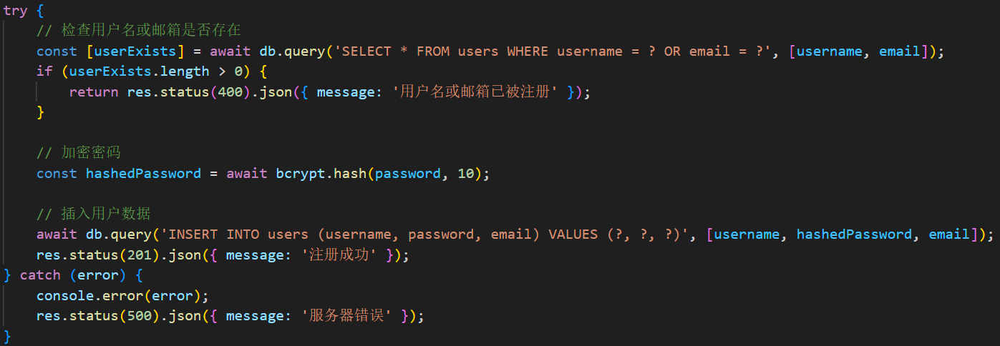 try {
    // 检查用户名或邮箱是否存在
    const [userExists] = await db.query('SELECT * FROM users WHERE username = ? OR email = ?', [username, email]);
    if (userExists.length > 0) {
        return res.status(400).json({ message: '用户名或邮箱已被注册' });
    }
    // 加密密码
    const hashedPassword = await bcrypt.hash(password, 10);
    // 插入用户数据
    await db.query('INSERT INTO users (username, password, email) VALUES (?, ?, ?)', [username, hashedPassword, email]);
    res.status(201).json({ message: '注册成功' });
} catch (error) {
    console.error(error);
    res.status(500).json({ message: '服务器错误' });
}